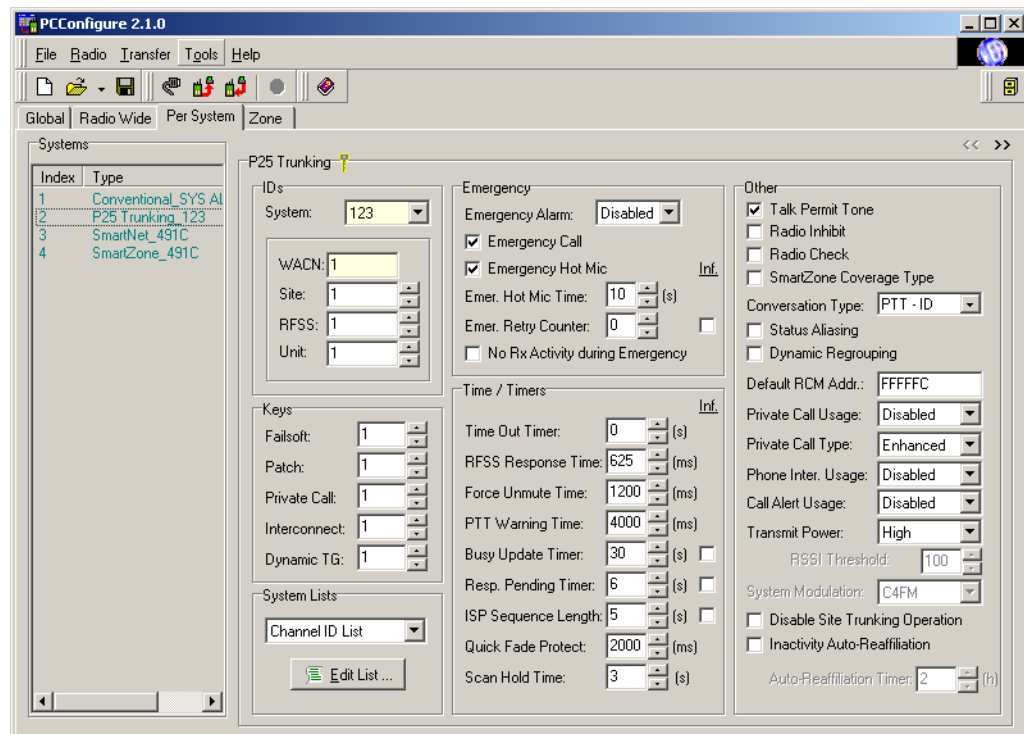 PCConfigure 2.1.0
File Radio Transfer Tools Help
Global Radio Wide Per System Zone
Systems
<< >>
Index Type
1 Conventional_SYS AL
2 P25 Trunking_123
3 SmartNet_491C
4 SmartZone_491C
P25 Trunking
IDs
System: 123
WACN: 1
Site: 1
RFSS: 1
Unit: 1
Keys
Failsoft: 1
Patch: 1
Private Call: 1
Interconnect: 1
Dynamic TG: 1
System Lists
Channel ID List
Edit List ...
Emergency
Emergency Alarm: Disabled
Emergency Call
Emergency Hot Mic Inf.
Emer. Hot Mic Time: 10 (s)
Emer. Retry Counter: 0
No Rx Activity during Emergency
Time / Timers
Inf.
Time Out Timer: 0 (s)
RFSS Response Time: 625 (ms)
Force Unmute Time: 1200 (ms)
PTT Warning Time: 4000 (ms)
Busy Update Timer: 30 (s)
Resp. Pending Timer: 6 (s)
ISP Sequence Length: 5 (s)
Quick Fade Protect: 2000 (ms)
Scan Hold Time: 3 (s)
Other
Talk Permit Tone
Radio Inhibit
Radio Check
SmartZone Coverage Type
Conversation Type: PTT - ID
Status Aliasing
Dynamic Regrouping
Default RCM Addr.: FFFFFC
Private Call Usage: Disabled
Private Call Type: Enhanced
Phone Inter. Usage: Disabled
Call Alert Usage: Disabled
Transmit Power: High
RSSI Threshold: 100
System Modulation: C4FM
Disable Site Trunking Operation
Inactivity Auto-Reaffiliation
Auto-Reaffiliation Timer: 2 (h)